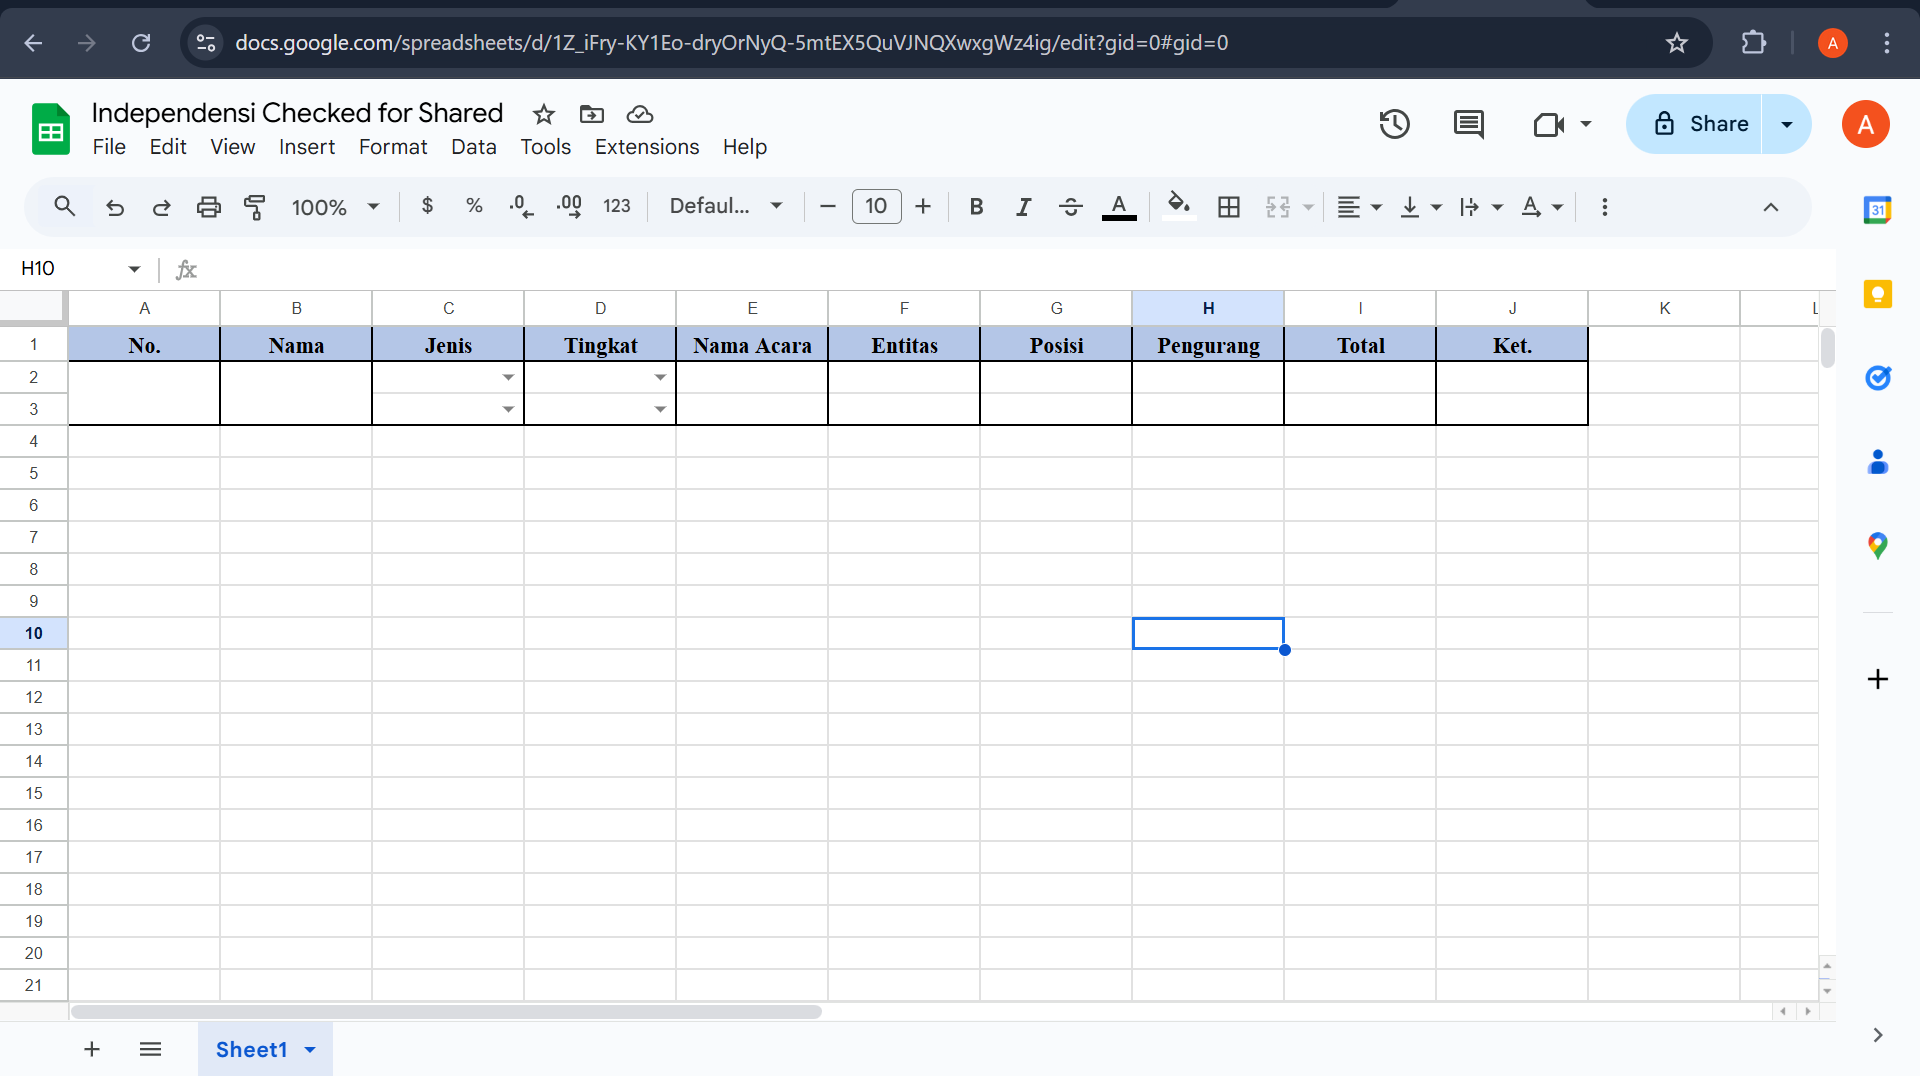 docs.google.com/spreadsheets/d/1Z_iFry-KY1Eo-dryOrNyQ-5mtEX5QuVJNQXwxgWz4ig/edit?gid=0#gid=0
A
Independensi Checked for Shared
File Edit View Insert Format Data Tools Extensions Help
Share
A
100% $ % .0 .00 123 Defaul... 10 B I S A
31
H10 fx
A B C D E F G H I J K L
1 No. Nama Jenis Tingkat Nama Acara Entitas Posisi Pengurang Total Ket.
2
3
4
5
6
7
8
9
10
11
12
13
14
15
16
17
18
19
20
21
Sheet1